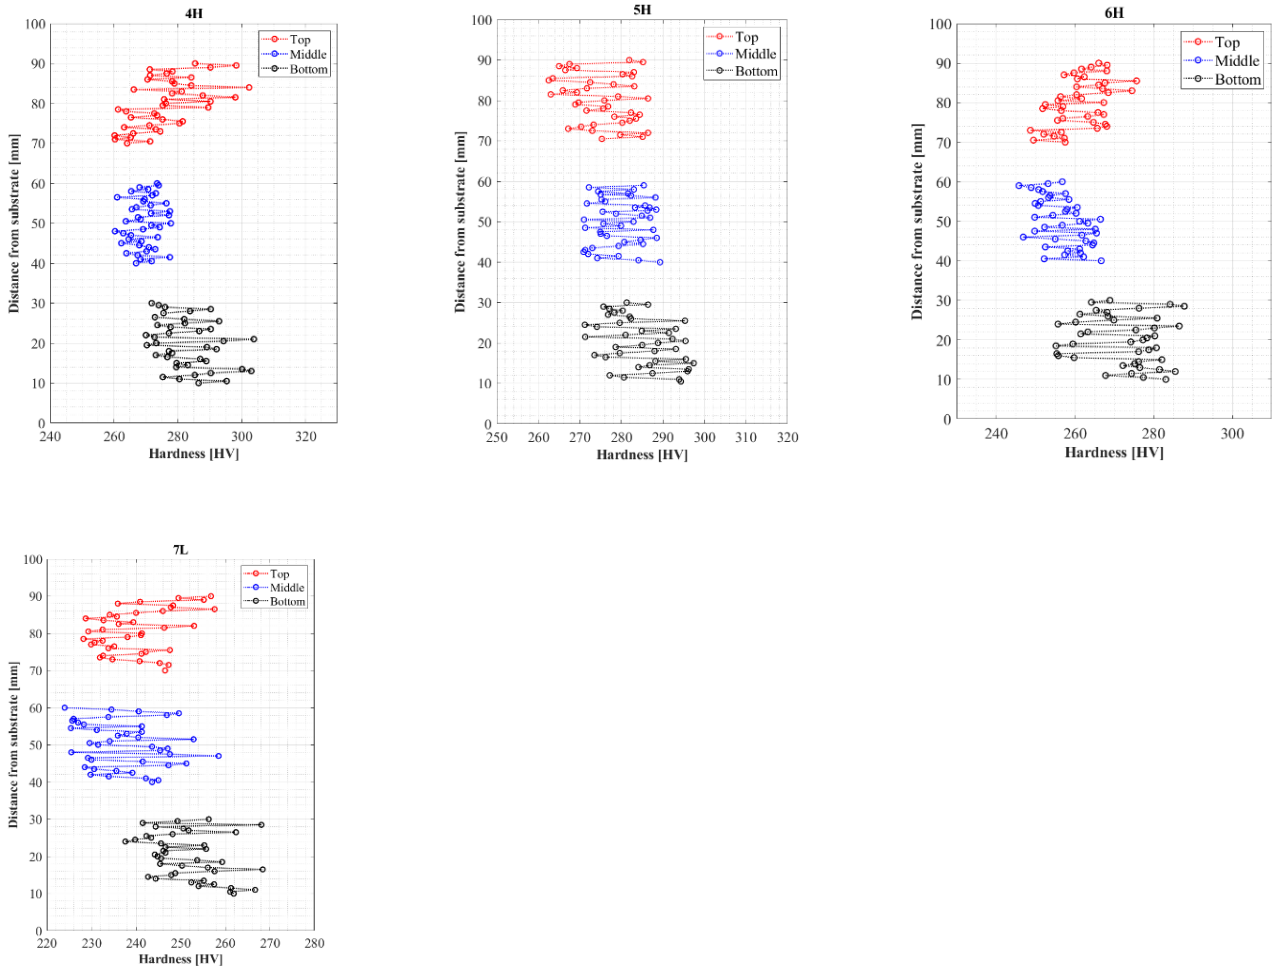 4H
100
90
80
70
60
50
40
30
20
10
0
Distance from substrate [mm]
Top
Middle
Bottom
240 260 280 300 320
Hardness [HV]
5H
100
90
80
70
60
50
40
30
20
10
0
Distance from substrate [mm]
Top
Middle
Bottom
250 260 270 280 290 300 310 320
Hardness [HV]
6H
100
90
80
70
60
50
40
30
20
10
0
Distance from substrate [mm]
Top
Middle
Bottom
240 260 280 300
Hardness [HV]
7L
100
90
80
70
60
50
40
30
20
10
0
Distance from substrate [mm]
Top
Middle
Bottom
220 230 240 250 260 270 280
Hardness [HV]